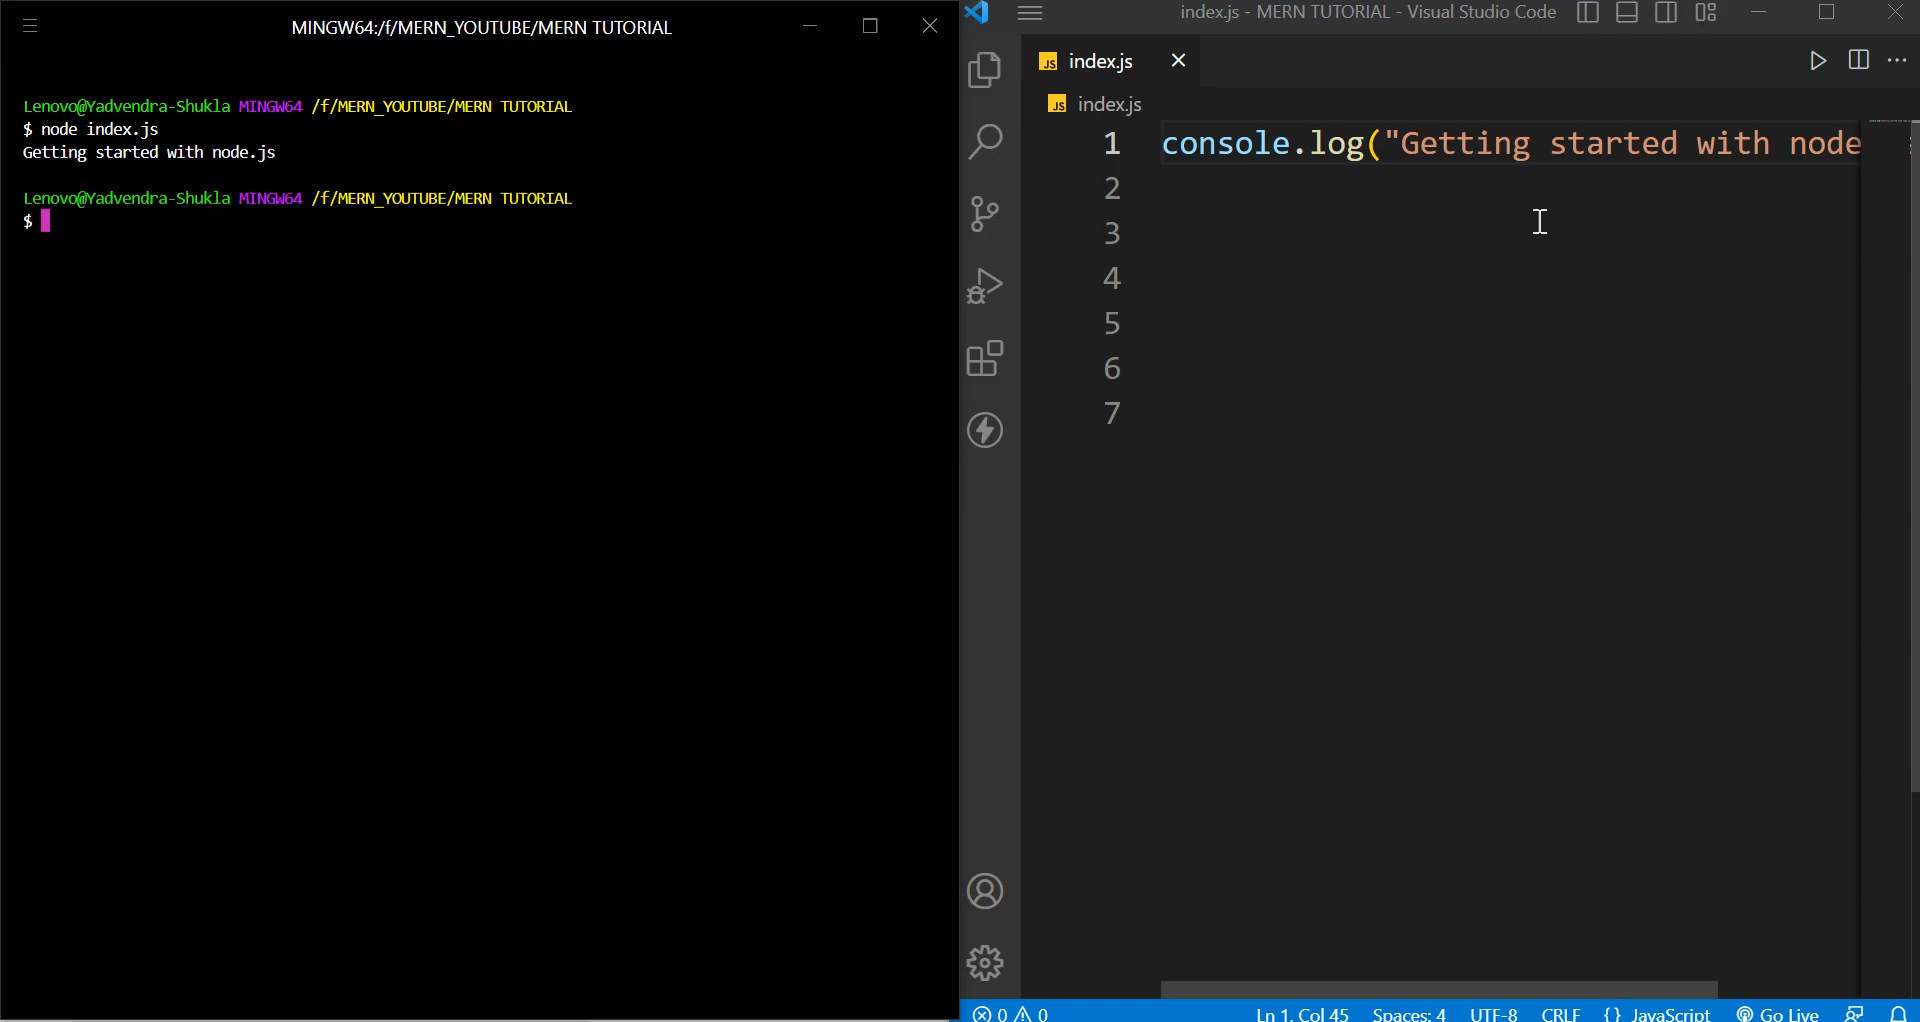 MINGW64:/f/MERN_YOUTUBE/MERN TUTORIAL
Lenovo@Yadvendra-Shukla MINGW64 /f/MERN_YOUTUBE/MERN TUTORIAL
$ node index.js
Getting started with node.js
Lenovo@Yadvendra-Shukla MINGW64 /f/MERN_YOUTUBE/MERN TUTORIAL
$
index.js - MERN TUTORIAL - Visual Studio Code
JS index.js
JS index.js
1 console.log("Getting started with node
2
3
4
5
6
7
0 0 Ln 1, Col 45 Spaces: 4 UTF-8 CRLF {} JavaScript Go Live